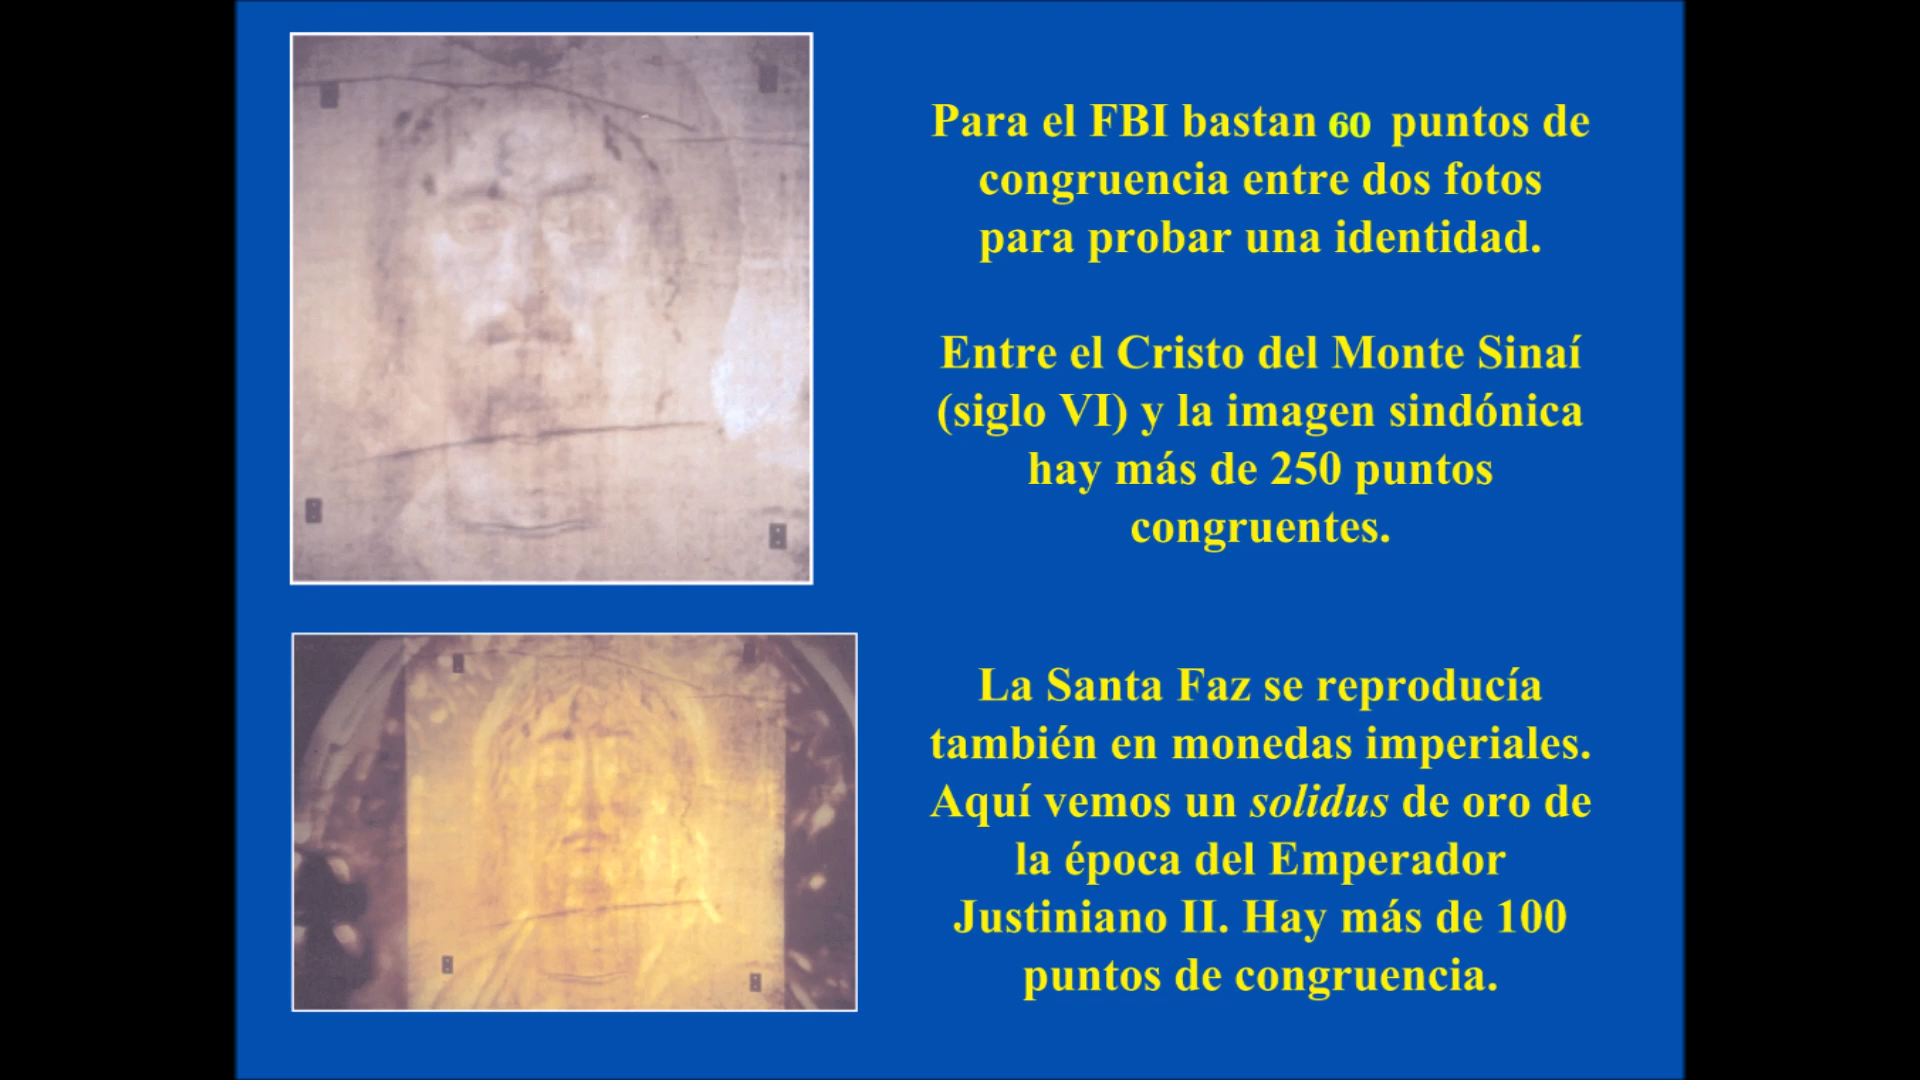 Para el FBI bastan 60 puntos de
congruencia entre dos fotos
para probar una identidad.
Entre el Cristo del Monte Sinaí
(siglo VI) y la imagen sindónica
hay más de 250 puntos
congruentes.
La Santa Faz se reproducía
también en monedas imperiales.
Aquí vemos un solidus de oro de
la época del Emperador
Justiniano II. Hay más de 100
puntos de congruencia.